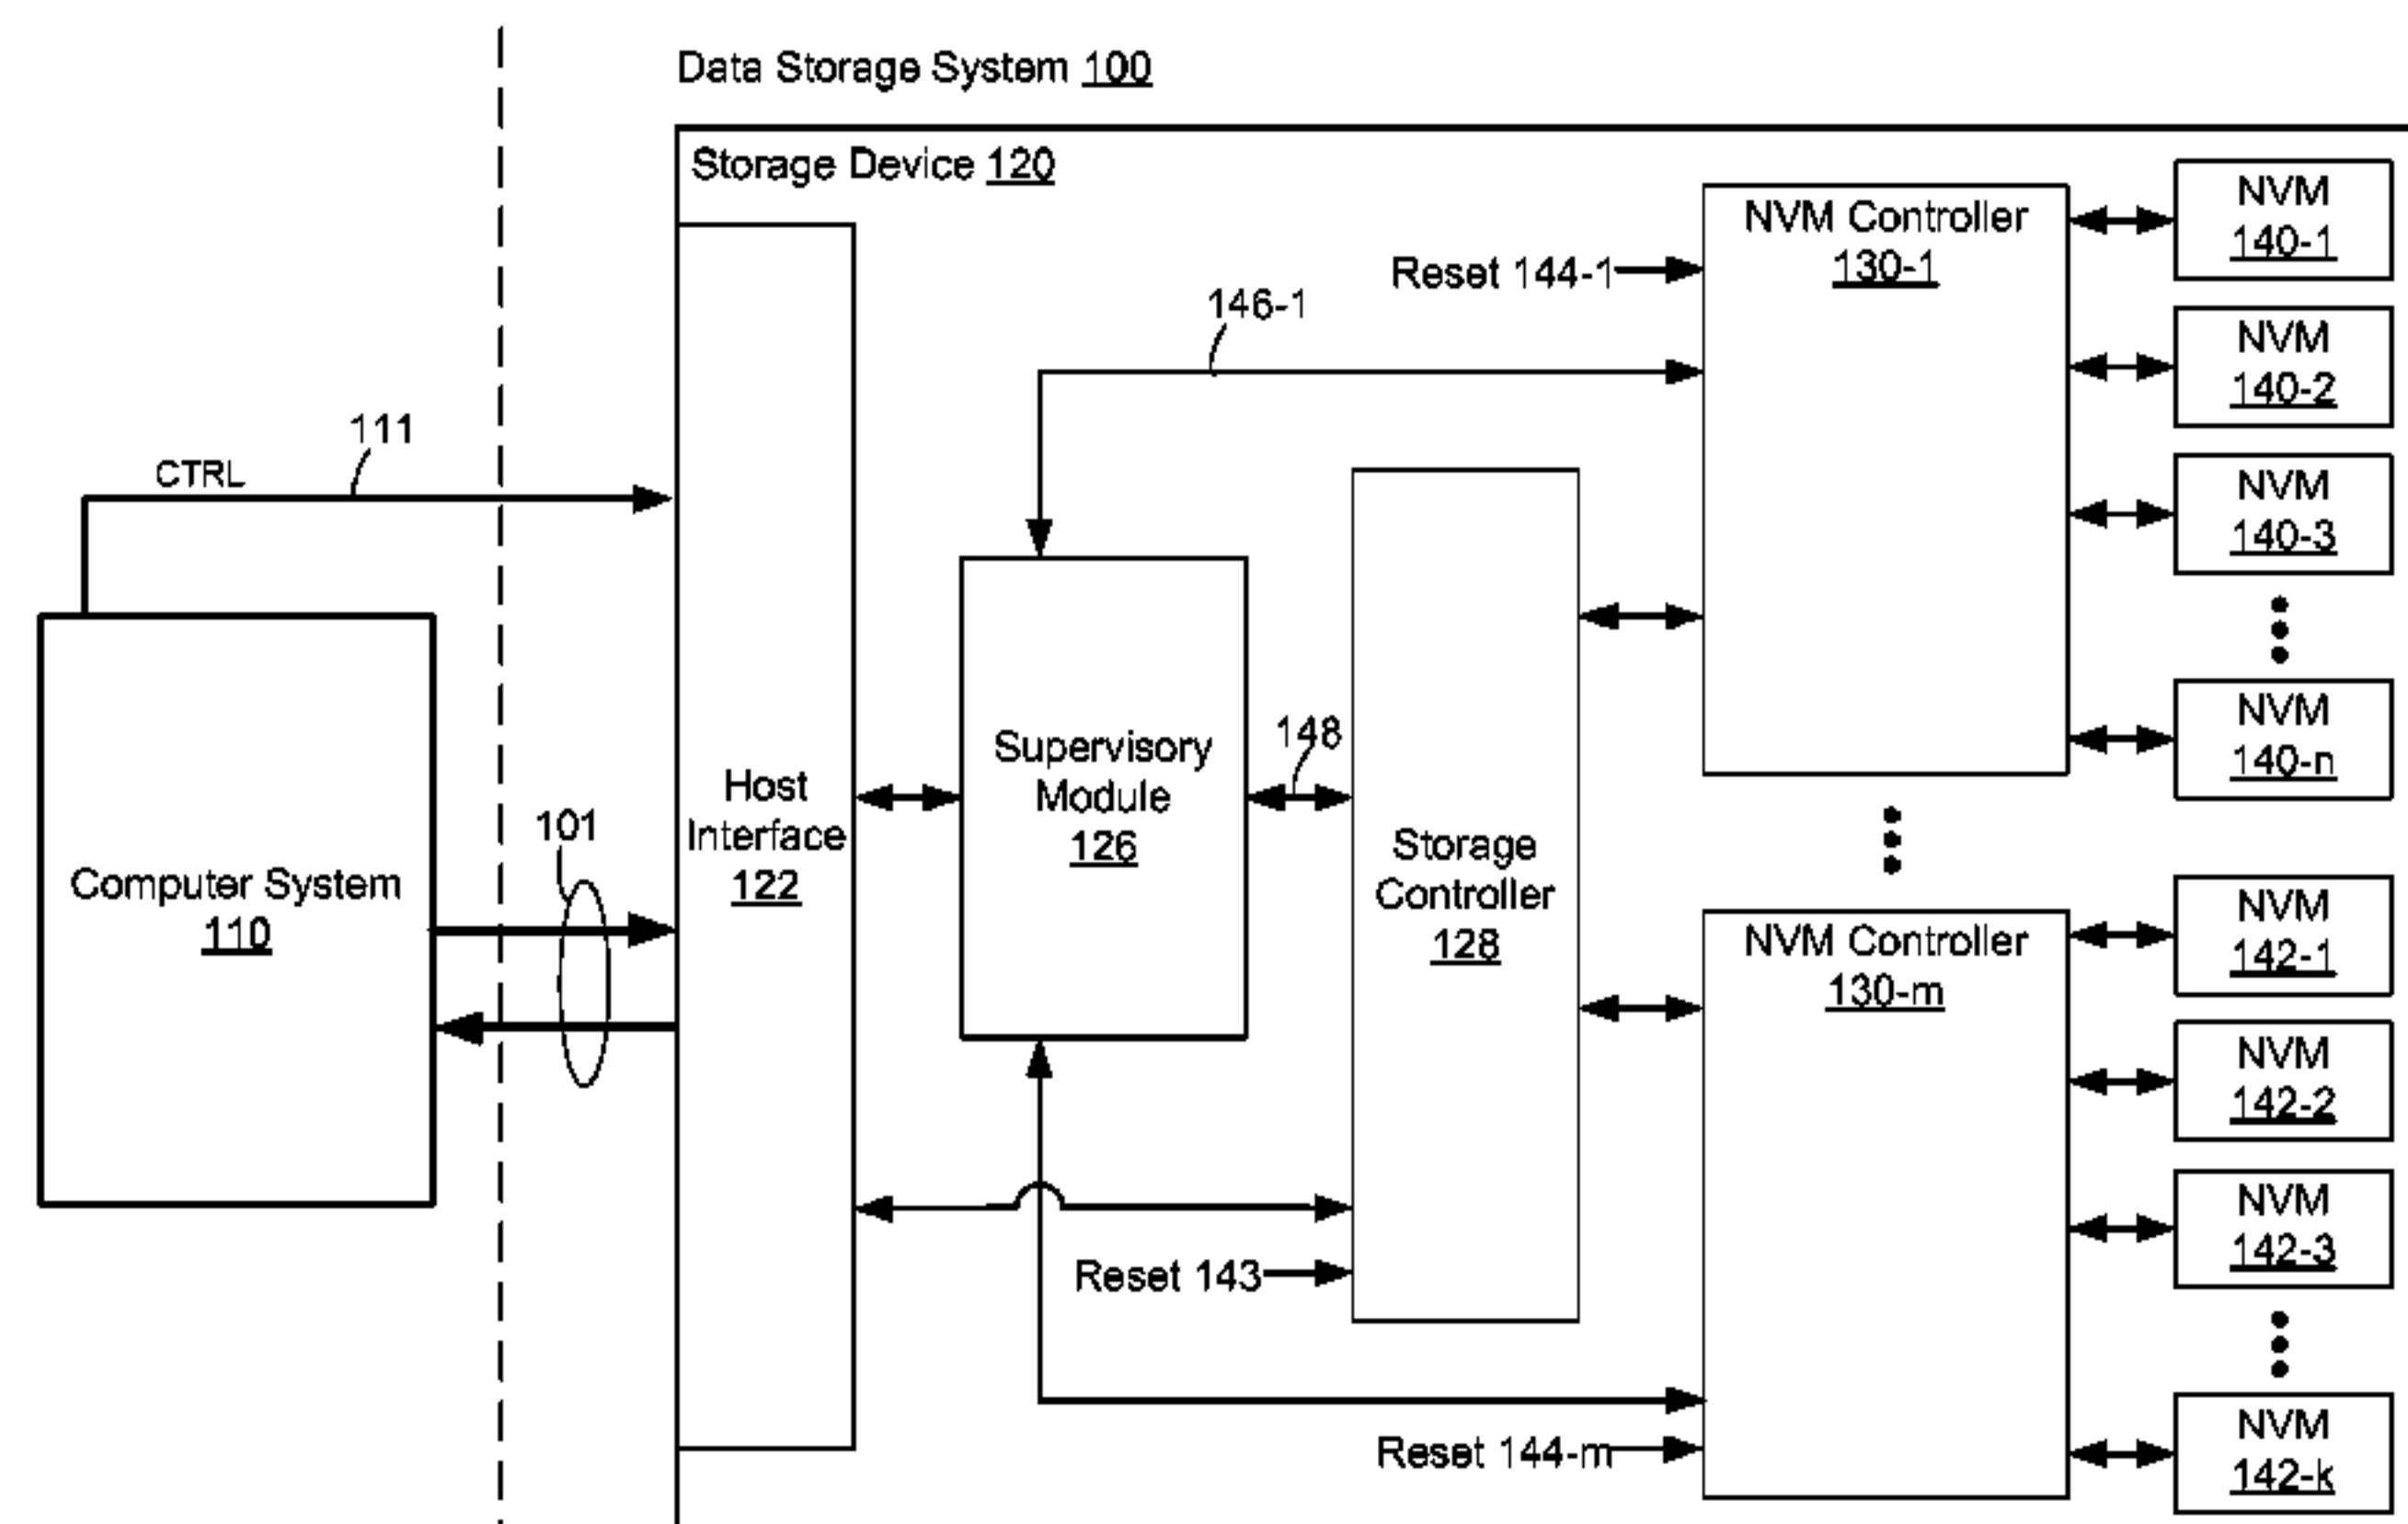 Data Storage System 100
Storage Device 120
NVM Controller
130-1
Reset 144-1
146-1
NVM
140-1
NVM
140-2
NVM
140-3
NVM
140-n
CTRL
111
Computer System
110
101
Host
Interface
122
Supervisory
Module
126
148
Storage
Controller
128
Reset 143
NVM Controller
130-m
Reset 144-m
NVM
142-1
NVM
142-2
NVM
142-3
NVM
142-k